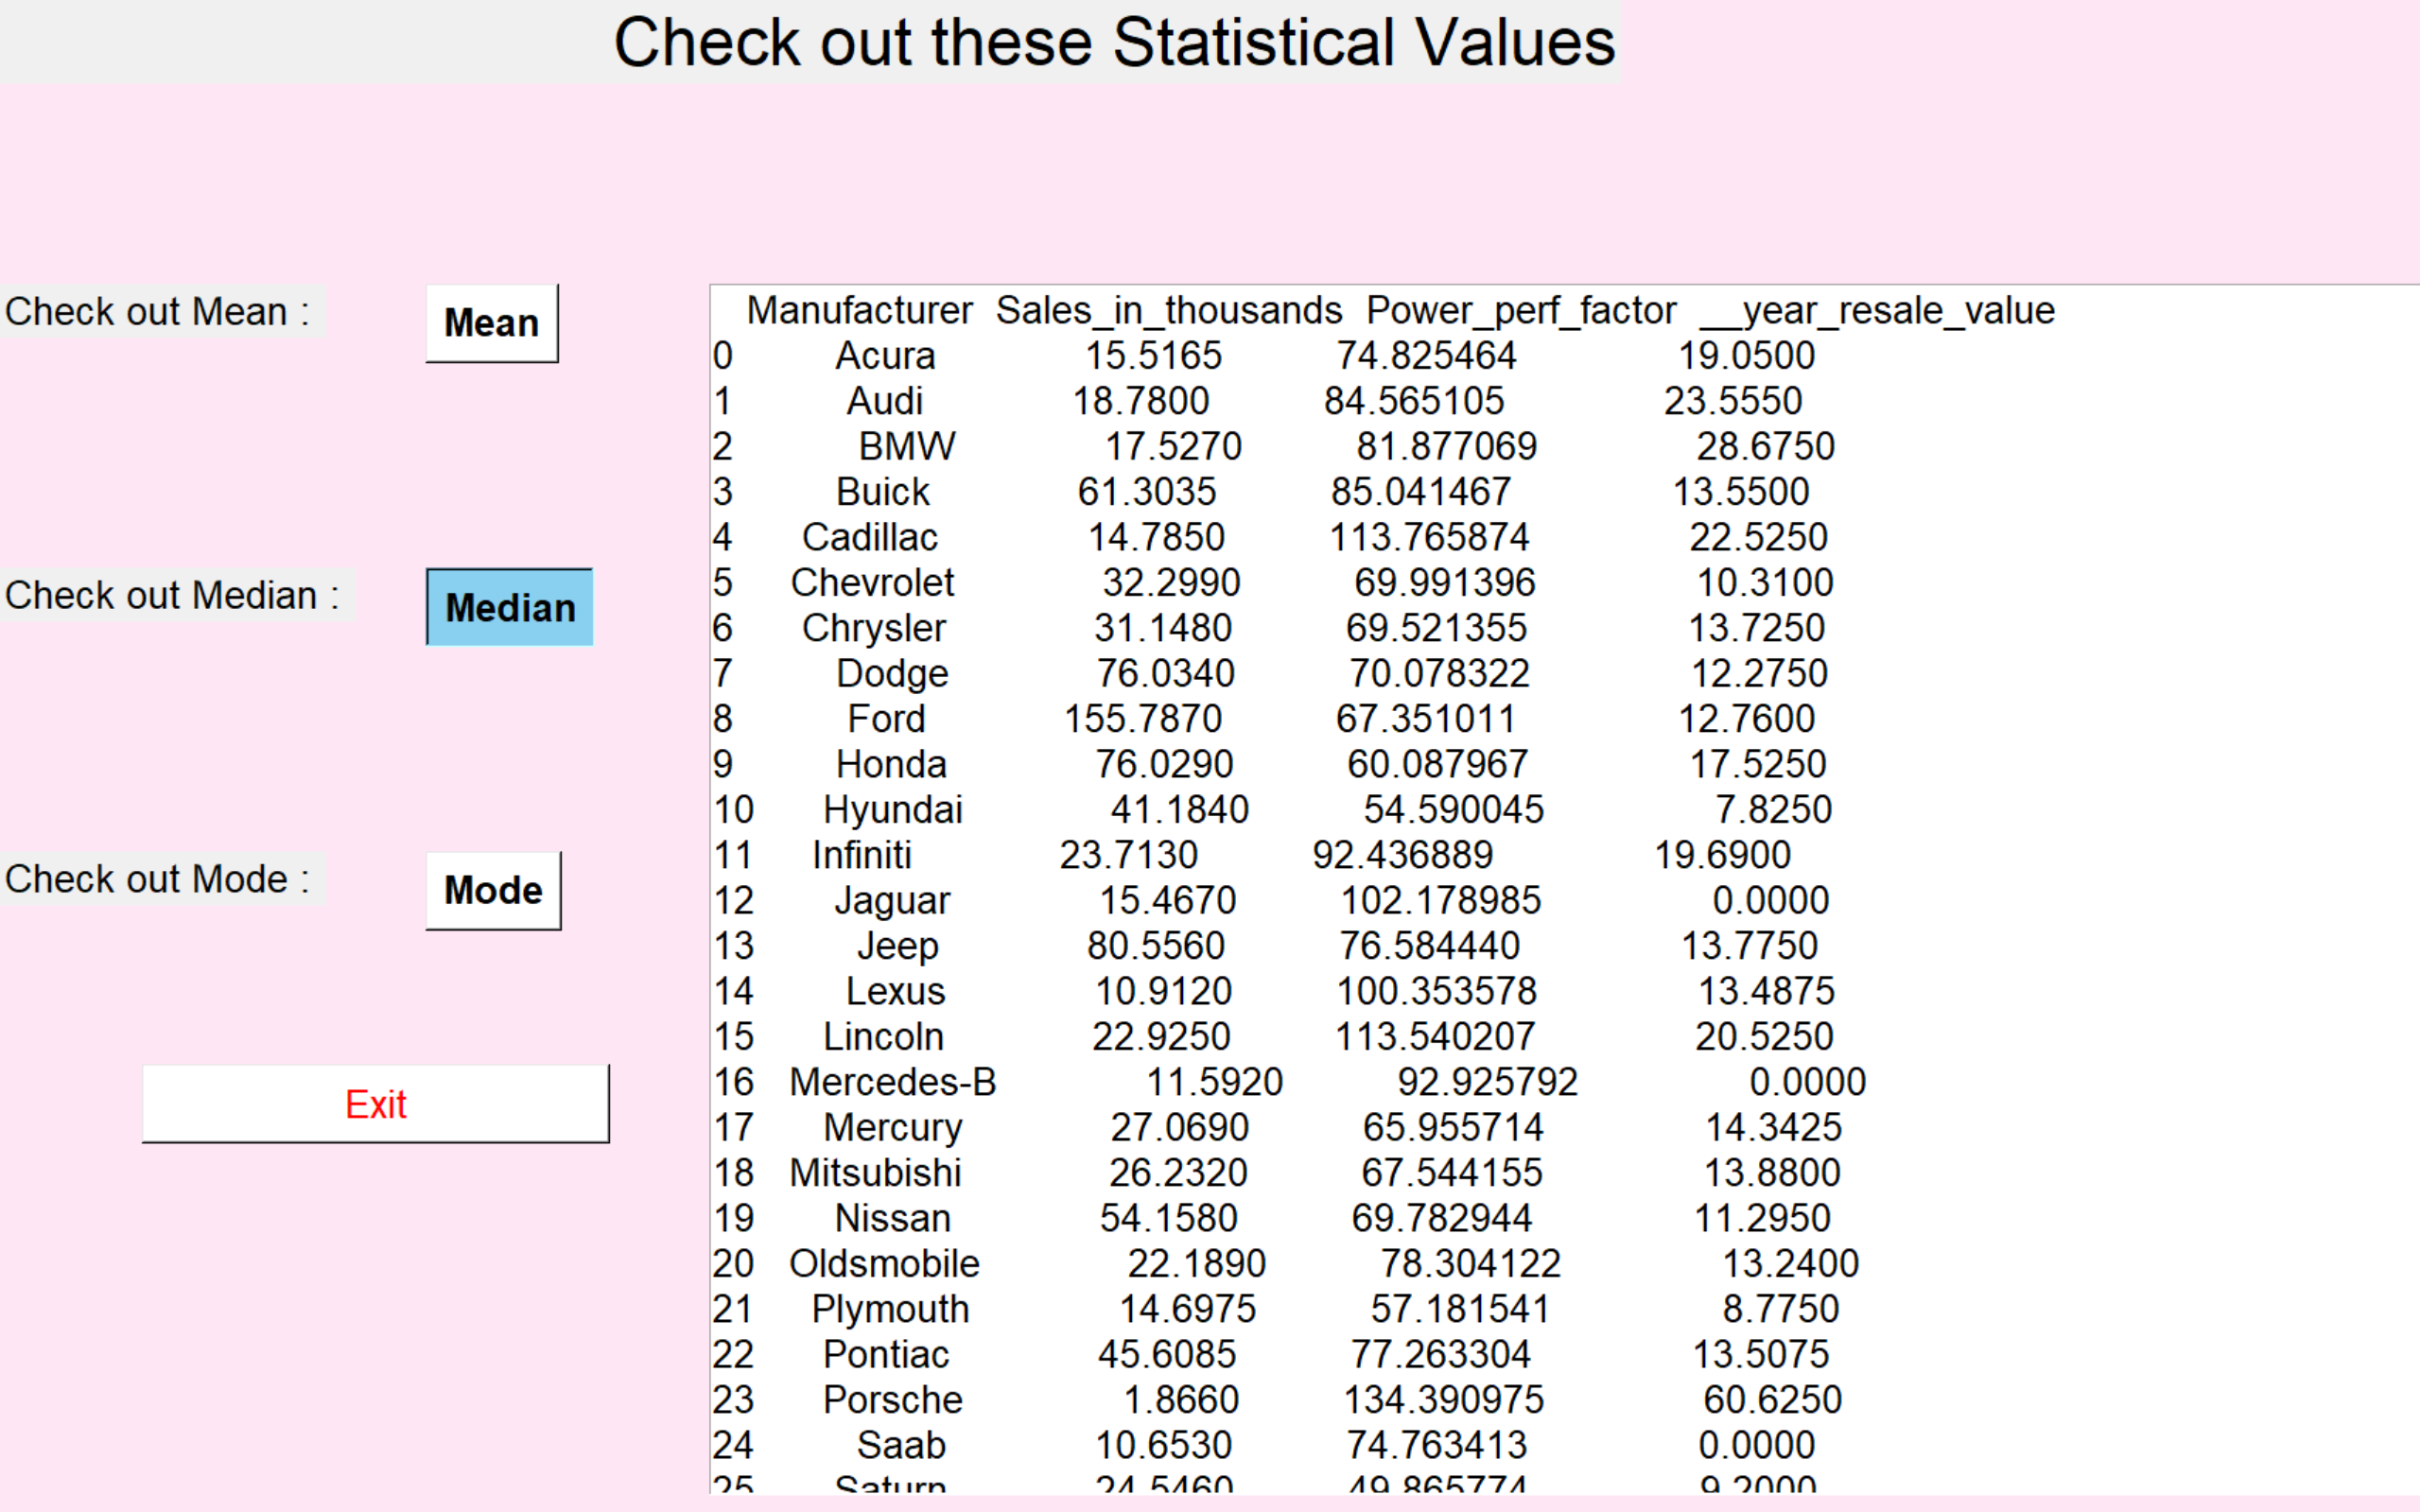 Check out these Statistical Values
Check out Mean :
Mean
Check out Median :
Median
Check out Mode :
Mode
Exit
Manufacturer Sales_in_thousands Power_perf_factor __year_resale_value
0 Acura 15.5165 74.825464 19.0500
1 Audi 18.7800 84.565105 23.5550
2 BMW 17.5270 81.877069 28.6750
3 Buick 61.3035 85.041467 13.5500
4 Cadillac 14.7850 113.765874 22.5250
5 Chevrolet 32.2990 69.991396 10.3100
6 Chrysler 31.1480 69.521355 13.7250
7 Dodge 76.0340 70.078322 12.2750
8 Ford 155.7870 67.351011 12.7600
9 Honda 76.0290 60.087967 17.5250
10 Hyundai 41.1840 54.590045 7.8250
11 Infiniti 23.7130 92.436889 19.6900
12 Jaguar 15.4670 102.178985 0.0000
13 Jeep 80.5560 76.584440 13.7750
14 Lexus 10.9120 100.353578 13.4875
15 Lincoln 22.9250 113.540207 20.5250
16 Mercedes-B 11.5920 92.925792 0.0000
17 Mercury 27.0690 65.955714 14.3425
18 Mitsubishi 26.2320 67.544155 13.8800
19 Nissan 54.1580 69.782944 11.2950
20 Oldsmobile 22.1890 78.304122 13.2400
21 Plymouth 14.6975 57.181541 8.7750
22 Pontiac 45.6085 77.263304 13.5075
23 Porsche 1.8660 134.390975 60.6250
24 Saab 10.6530 74.763413 0.0000
25 Saturn 24.5460 49.865774 9.2000